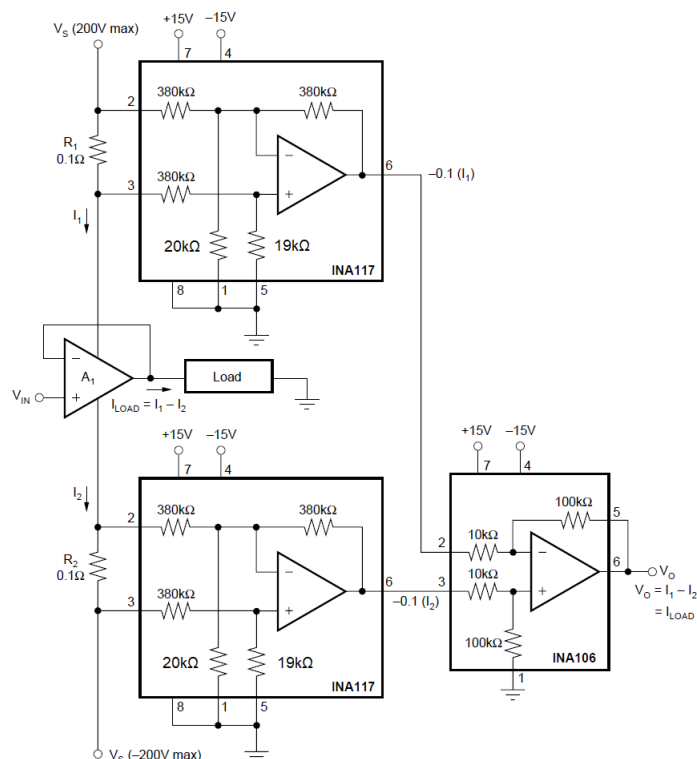 V_S (200V max)
+15V
–15V
7
4
2
380kΩ
380kΩ
R_1
0.1Ω
–
6
–0.1 (I_1)
3
380kΩ
+
I_1
20kΩ
19kΩ
INA117
8
1
5
–
A_1
V_IN
+
Load
I_LOAD = I_1 – I_2
+15V
–15V
7
4
+15V
–15V
7
4
I_2
2
380kΩ
380kΩ
100kΩ
5
2
10kΩ
–
R_2
0.1Ω
–
6
–0.1 (I_2)
3
10kΩ
+
6
V_O
V_O = I_1 – I_2
= I_LOAD
3
380kΩ
+
100kΩ
20kΩ
19kΩ
INA117
INA106
1
8
1
5
V_S (–200V max)